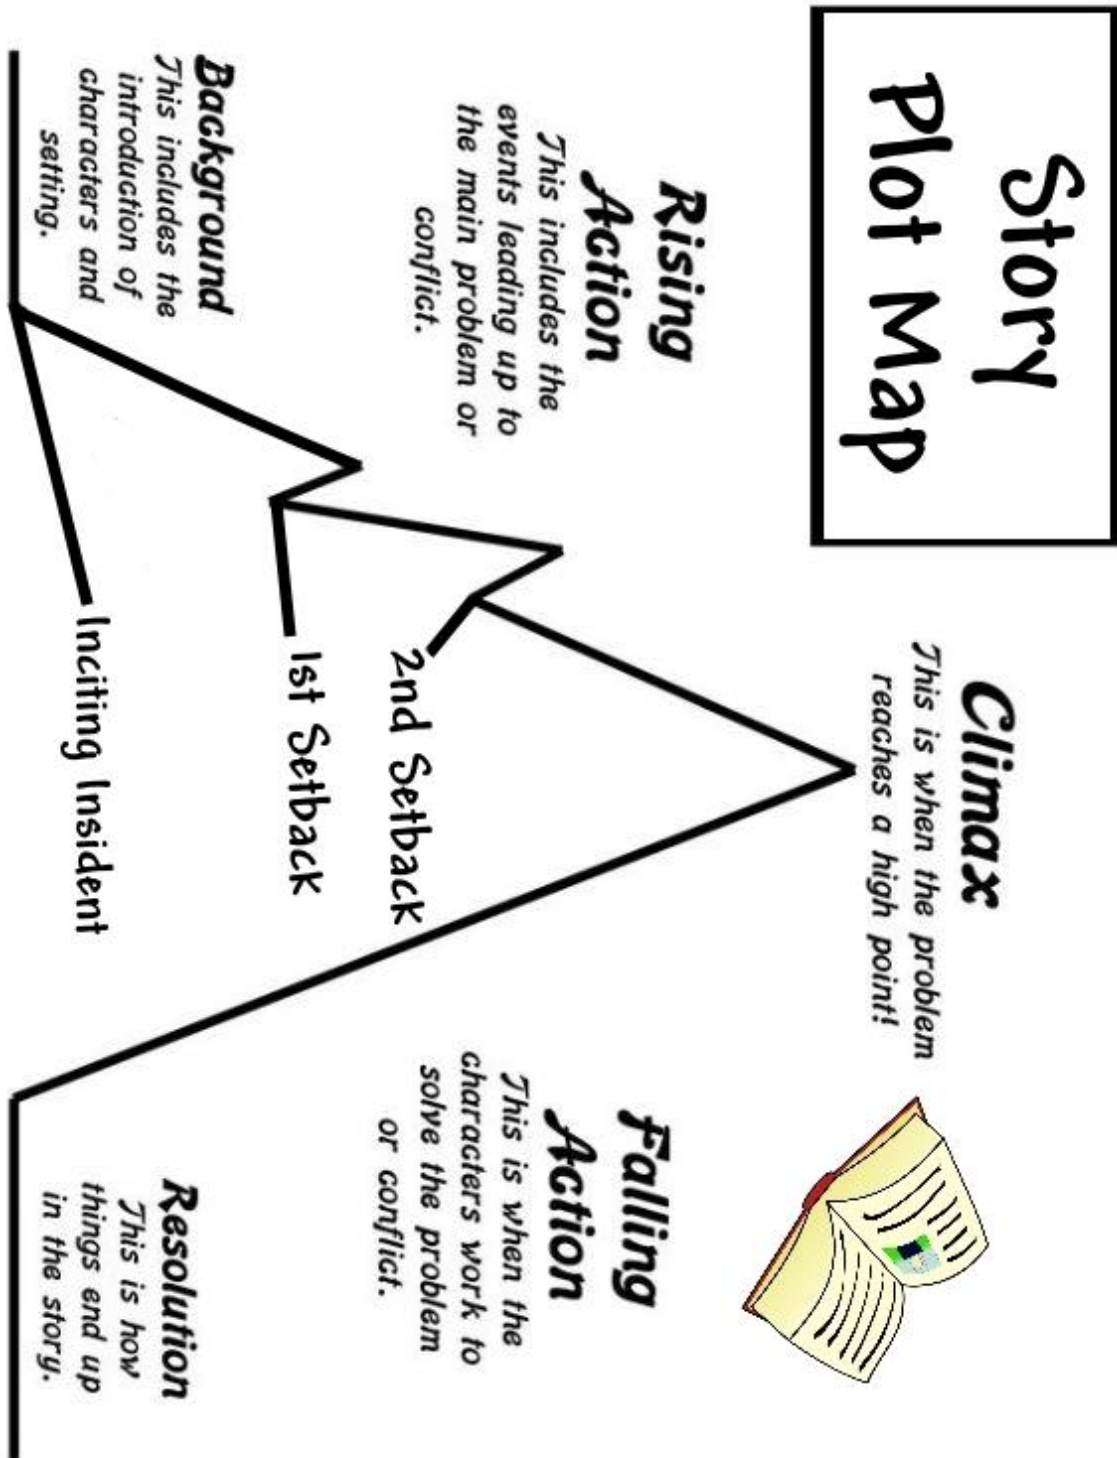 Story
Plot Map
Climax
This is when the problem
reaches a high point!
Rising
Action
This includes the
events leading up to
the main problem or
conflict.
Falling
Action
This is when the
characters work to
solve the problem
or conflict.
2nd Setback
1st Setback
Background
This includes the
introduction of
characters and
setting.
Inciting Insident
Resolution
This is how
things end up
in the story.